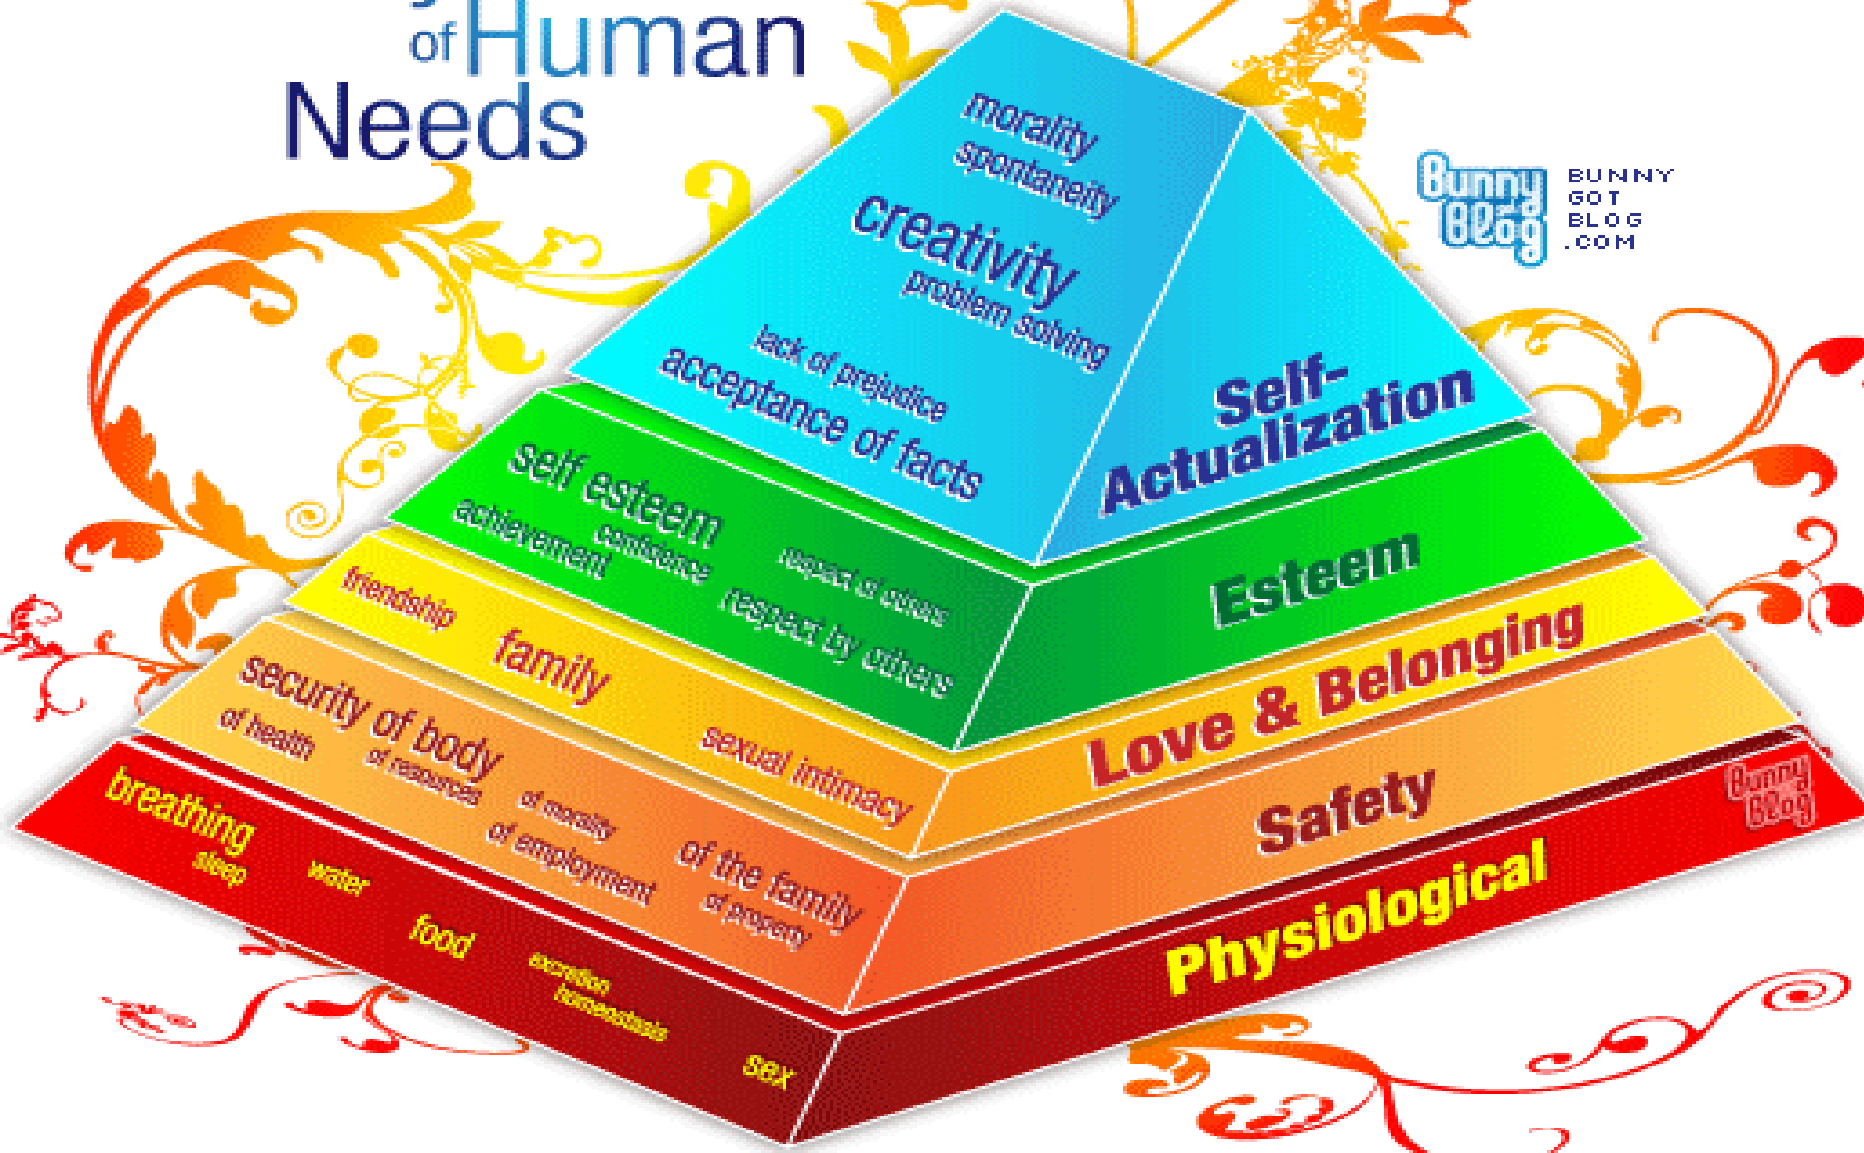 of Human
Needs
morality
spontaneity
creativity
problem solving
lack of prejudice
acceptance of facts
Self-
Actualization
Bunny
Blog
BUNNY
GOT
BLOG
.COM
self esteem
confidence
achievement
respect of others
respect by others
Esteem
friendship
family
sexual intimacy
Love & Belonging
security of body
of health
of resources
of morality
of employment
of the family
of property
Safety
breathing
sleep
water
food
excretion
homeostasis
sex
Physiological
Bunny
Blog